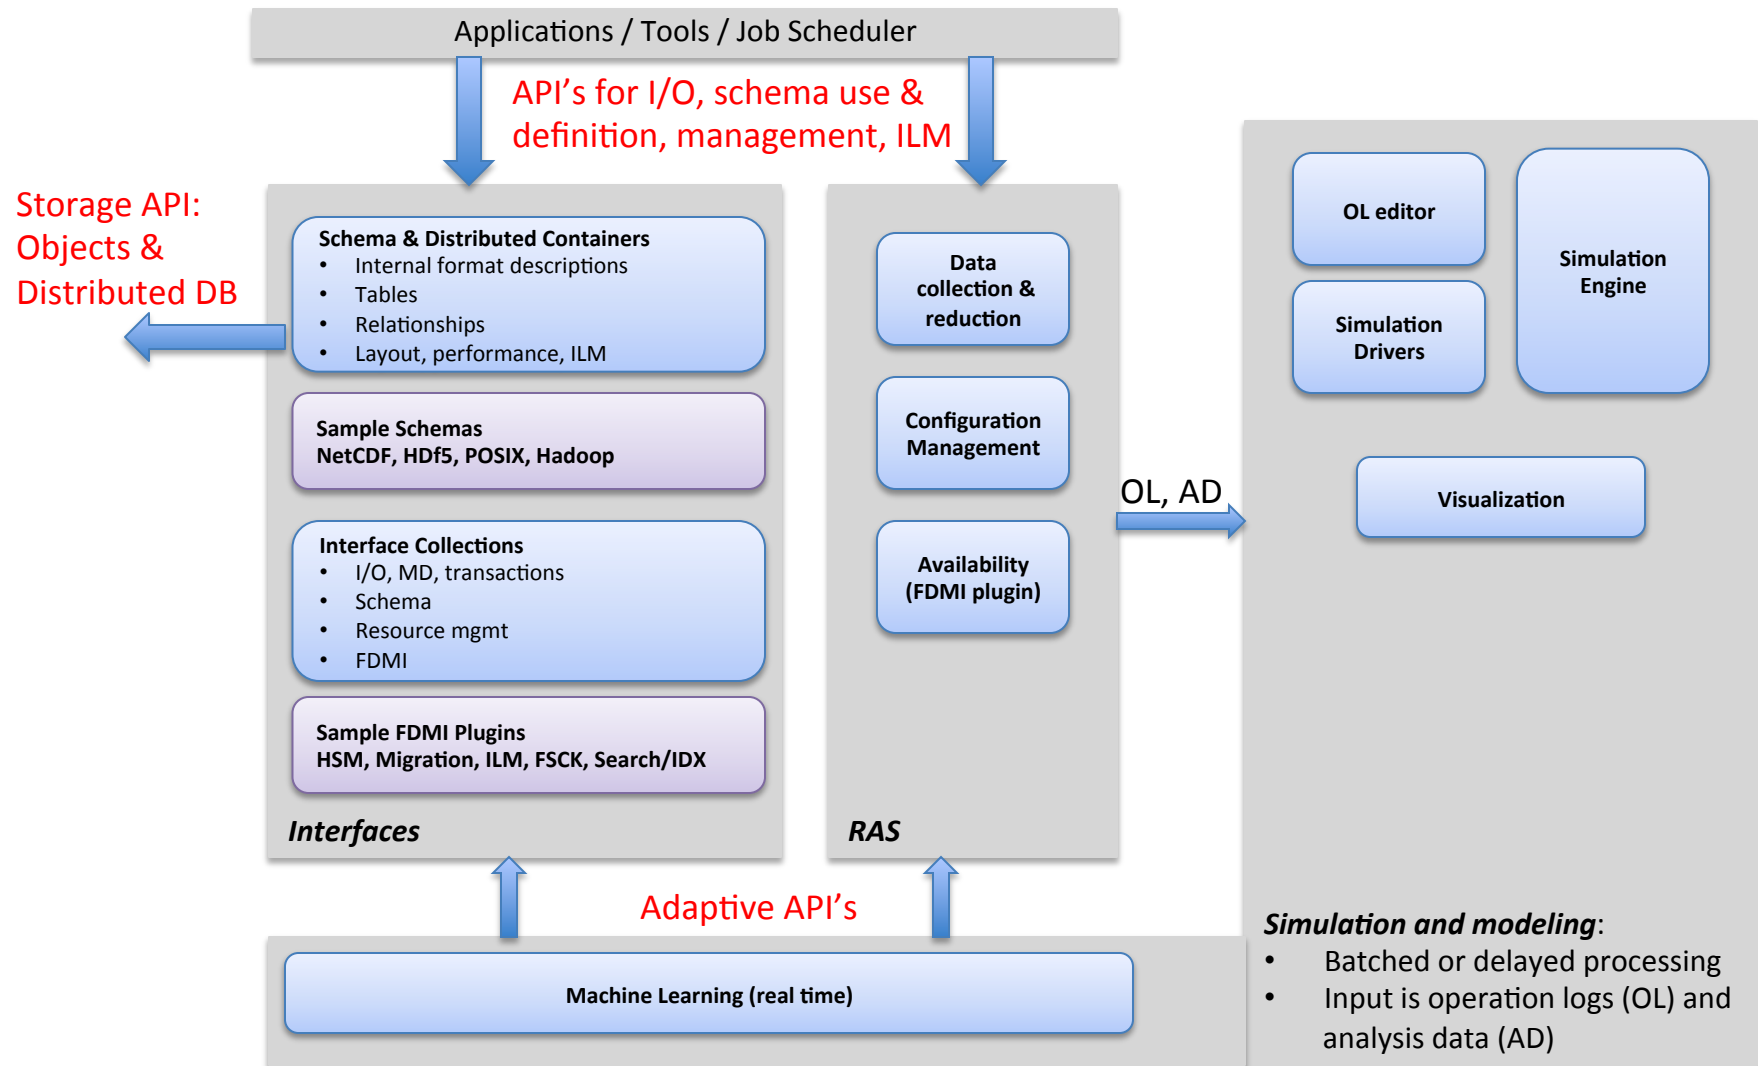 Applications / Tools / Job Scheduler
API’s for I/O, schema use &
definition, management, ILM
Storage API:
Objects &
Distributed DB
Schema & Distributed Containers
• Internal format descriptions
• Tables
• Relationships
• Layout, performance, ILM
Sample Schemas
NetCDF, HDf5, POSIX, Hadoop
Interface Collections
• I/O, MD, transactions
• Schema
• Resource mgmt
• FDMI
Sample FDMI Plugins
HSM, Migration, ILM, FSCK, Search/IDX
Interfaces
Data
collection &
reduction
Configuration
Management
Availability
(FDMI plugin)
RAS
OL, AD
OL editor
Simulation
Drivers
Simulation
Engine
Visualization
Simulation and modeling:
• Batched or delayed processing
• Input is operation logs (OL) and
analysis data (AD)
Adaptive API’s
Machine Learning (real time)